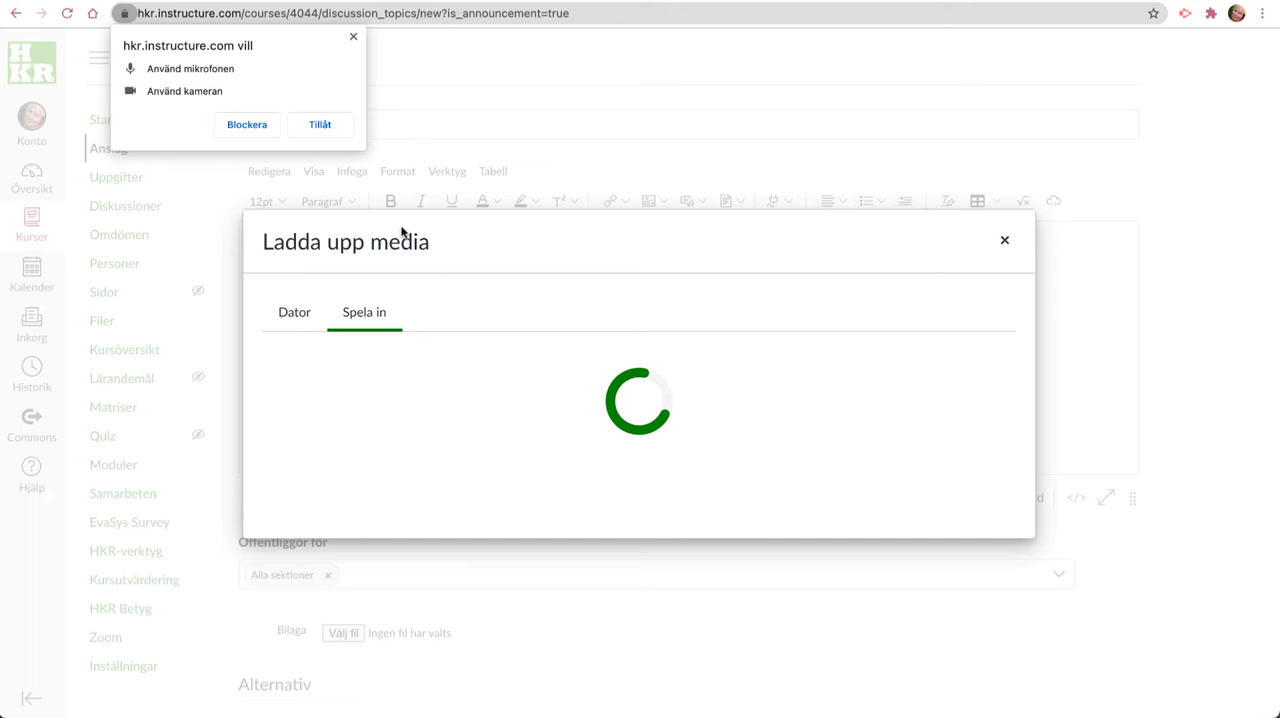 hkr.instructure.com/courses/4044/discussion_topics/new?is_announcement=true
hkr.instructure.com vill
Använd mikrofonen
Använd kameran
Blockera
Tillåt
HKR
Konto
Översikt
Kurser
Kalender
Inkorg
Historik
Commons
Hjälp
Anslag
Uppgifter
Diskussioner
Omdömen
Personer
Sidor
Filer
Kursöversikt
Lärandemål
Matriser
Quiz
Moduler
Samarbeten
EvaSys Survey
HKR-verktyg
Kursutvärdering
HKR Betyg
Zoom
Inställningar
Redigera Visa Infoga Format Verktyg Tabell
12pt Paragraf B I U A T²
Ladda upp media
Dator Spela in
</>
Offentliggör för
Alla sektioner
Bilaga Välj fil Ingen fil har valts
Alternativ